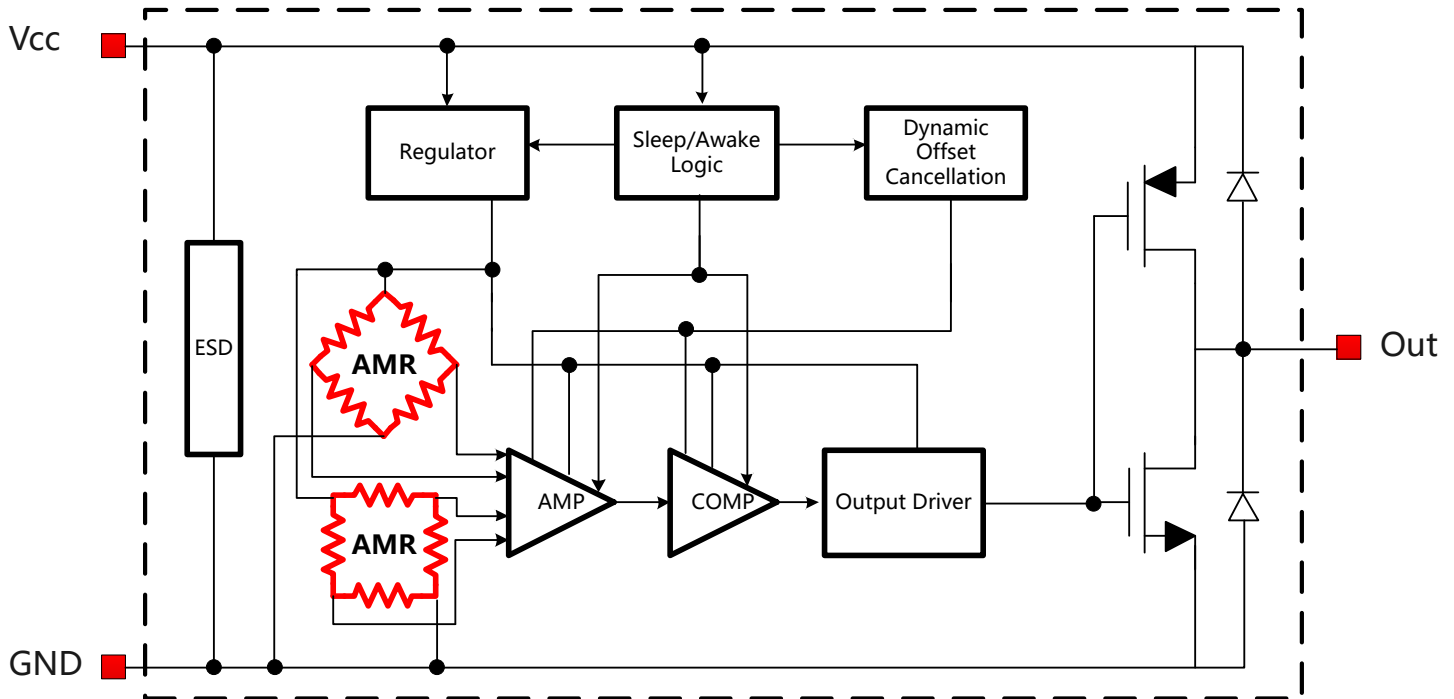 Vcc
Regulator
Sleep/Awake
Logic
Dynamic
Offset
Cancellation
ESD
AMR
Out
AMR
AMP
COMP
Output Driver
GND